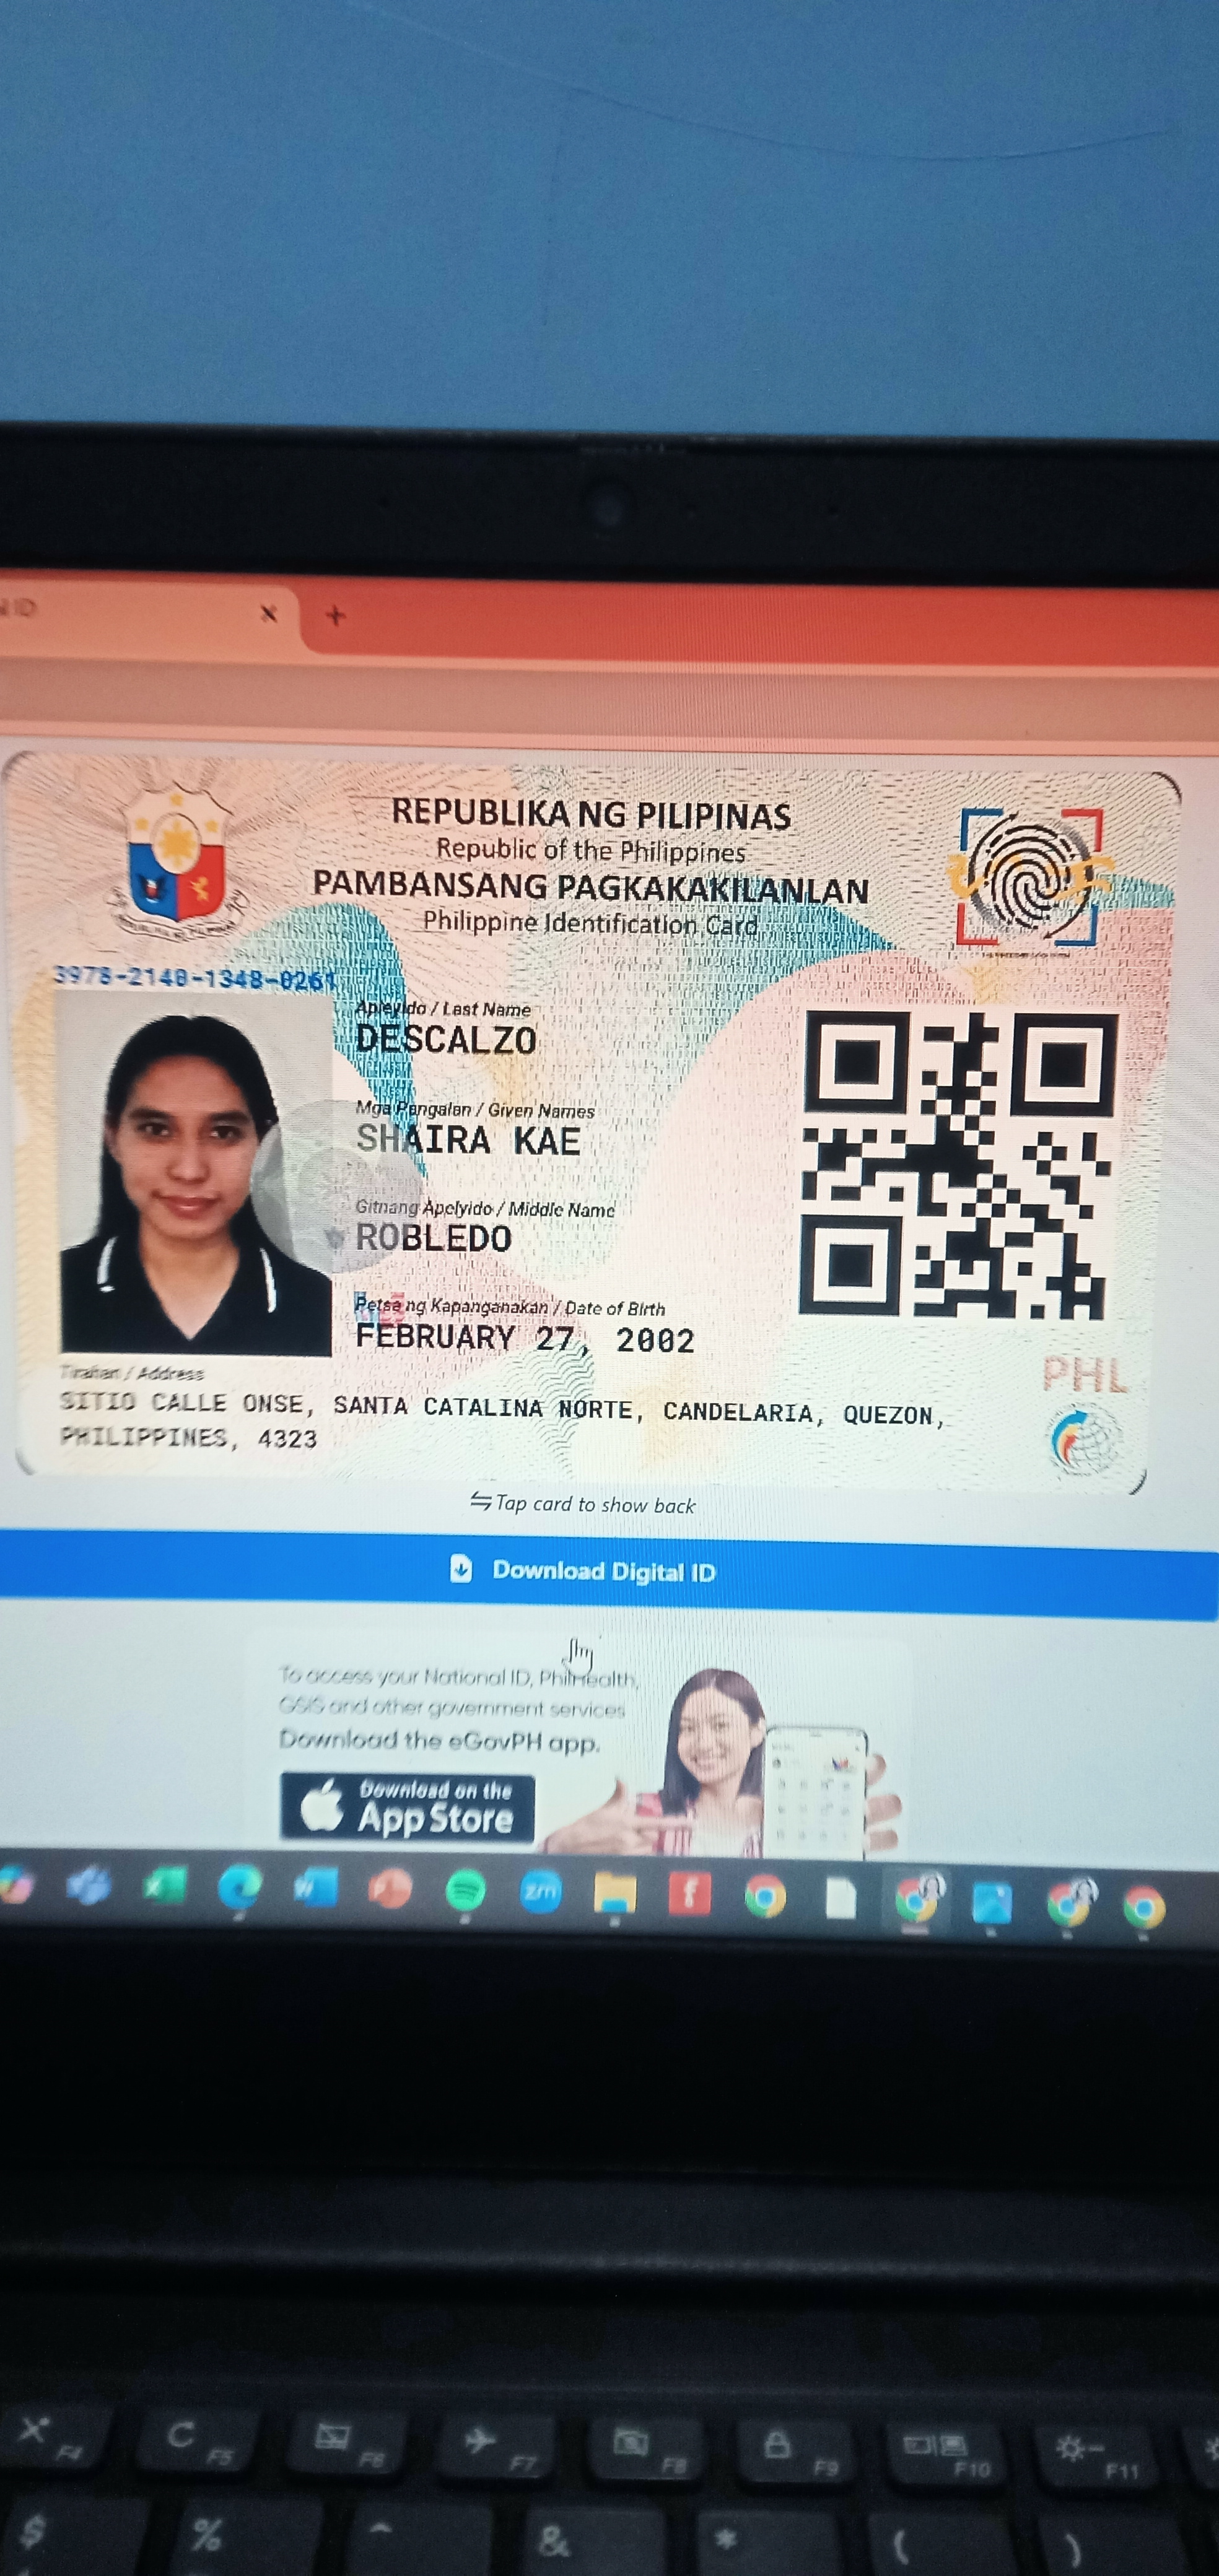 ID
REPUBLIKA NG PILIPINAS
Republic of the Philippines
PAMBANSANG PAGKAKAKILANLAN
Philippine Identification Card
3978-2140-1348-0261
Apelyido / Last Name
DESCALZO
Mga Pangalan / Given Names
SHAIRA KAE
Gitnang Apelyido / Middle Name
ROBLEDO
Petsa ng Kapanganakan / Date of Birth
FEBRUARY 27, 2002
Tirahan / Address
SITIO CALLE ONSE, SANTA CATALINA NORTE, CANDELARIA, QUEZON,
PHILIPPINES, 4323
PHL
Tap card to show back
Download Digital ID
To access your National ID, PhilHealth,
GSIS and other government services
Download the eGovPH app.
Download on the
App Store
zm
F4 F5 F6 F7 F8 F9 F10 F11
$ % ^ & * ( )